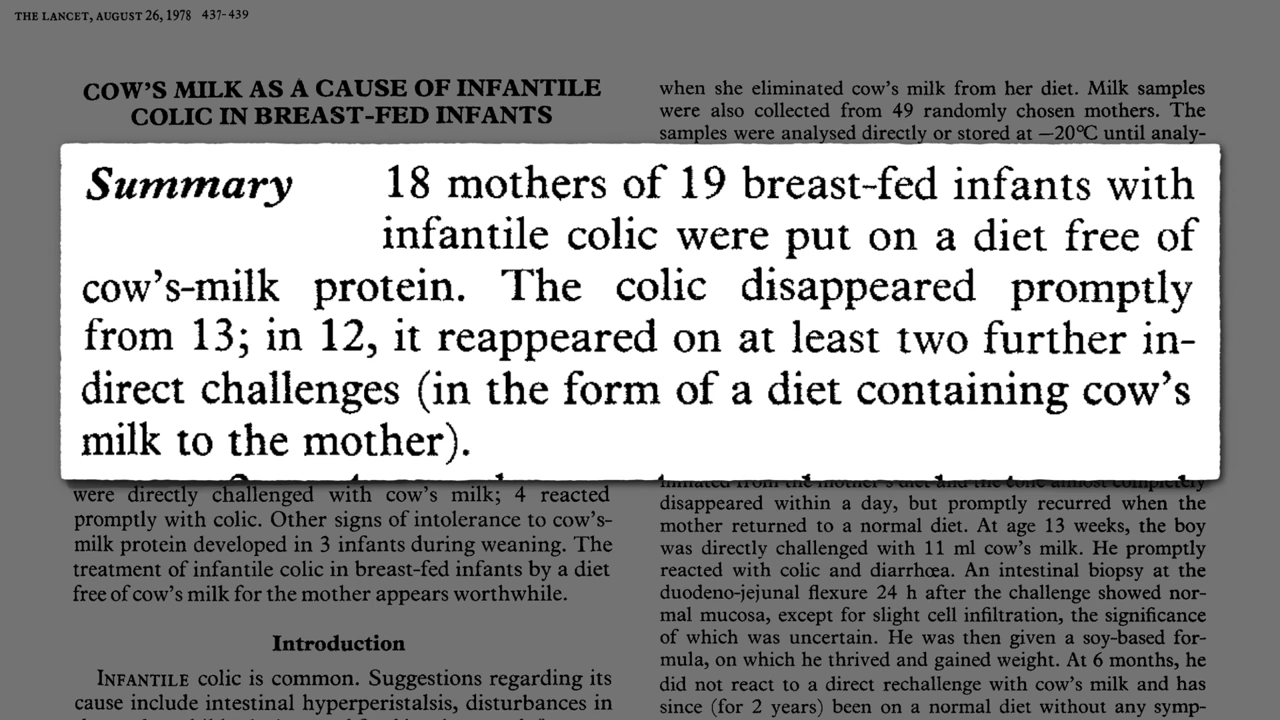 THE LANCET, AUGUST 26, 1978 437-439
COW'S MILK AS A CAUSE OF INFANTILE
COLIC IN BREAST-FED INFANTS
Summary 18 mothers of 19 breast-fed infants with
infantile colic were put on a diet free of
cow's-milk protein. The colic disappeared promptly
from 13; in 12, it reappeared on at least two further in-
direct challenges (in the form of a diet containing cow's
milk to the mother).
were directly challenged with cow's milk; 4 reacted
promptly with colic. Other signs of intolerance to cow's-
milk protein developed in 3 infants during weaning. The
treatment of infantile colic in breast-fed infants by a diet
free of cow's milk for the mother appears worthwhile.
Introduction
INFANTILE colic is common. Suggestions regarding its
cause include intestinal hyperperistalsis, disturbances in
when she eliminated cow's milk from her diet. Milk samples
were also collected from 49 randomly chosen mothers. The
samples were analysed directly or stored at —20°C until analy-
disappeared within a day, but promptly recurred when the
mother returned to a normal diet. At age 13 weeks, the boy
was directly challenged with 11 ml cow's milk. He promptly
reacted with colic and diarrhœa. An intestinal biopsy at the
duodeno-jejunal flexure 24 h after the challenge showed nor-
mal mucosa, except for slight cell infiltration, the significance
of which was uncertain. He was then given a soy-based for-
mula, on which he thrived and gained weight. At 6 months, he
did not react to a direct rechallenge with cow's milk and has
since (for 2 years) been on a normal diet without any symp-